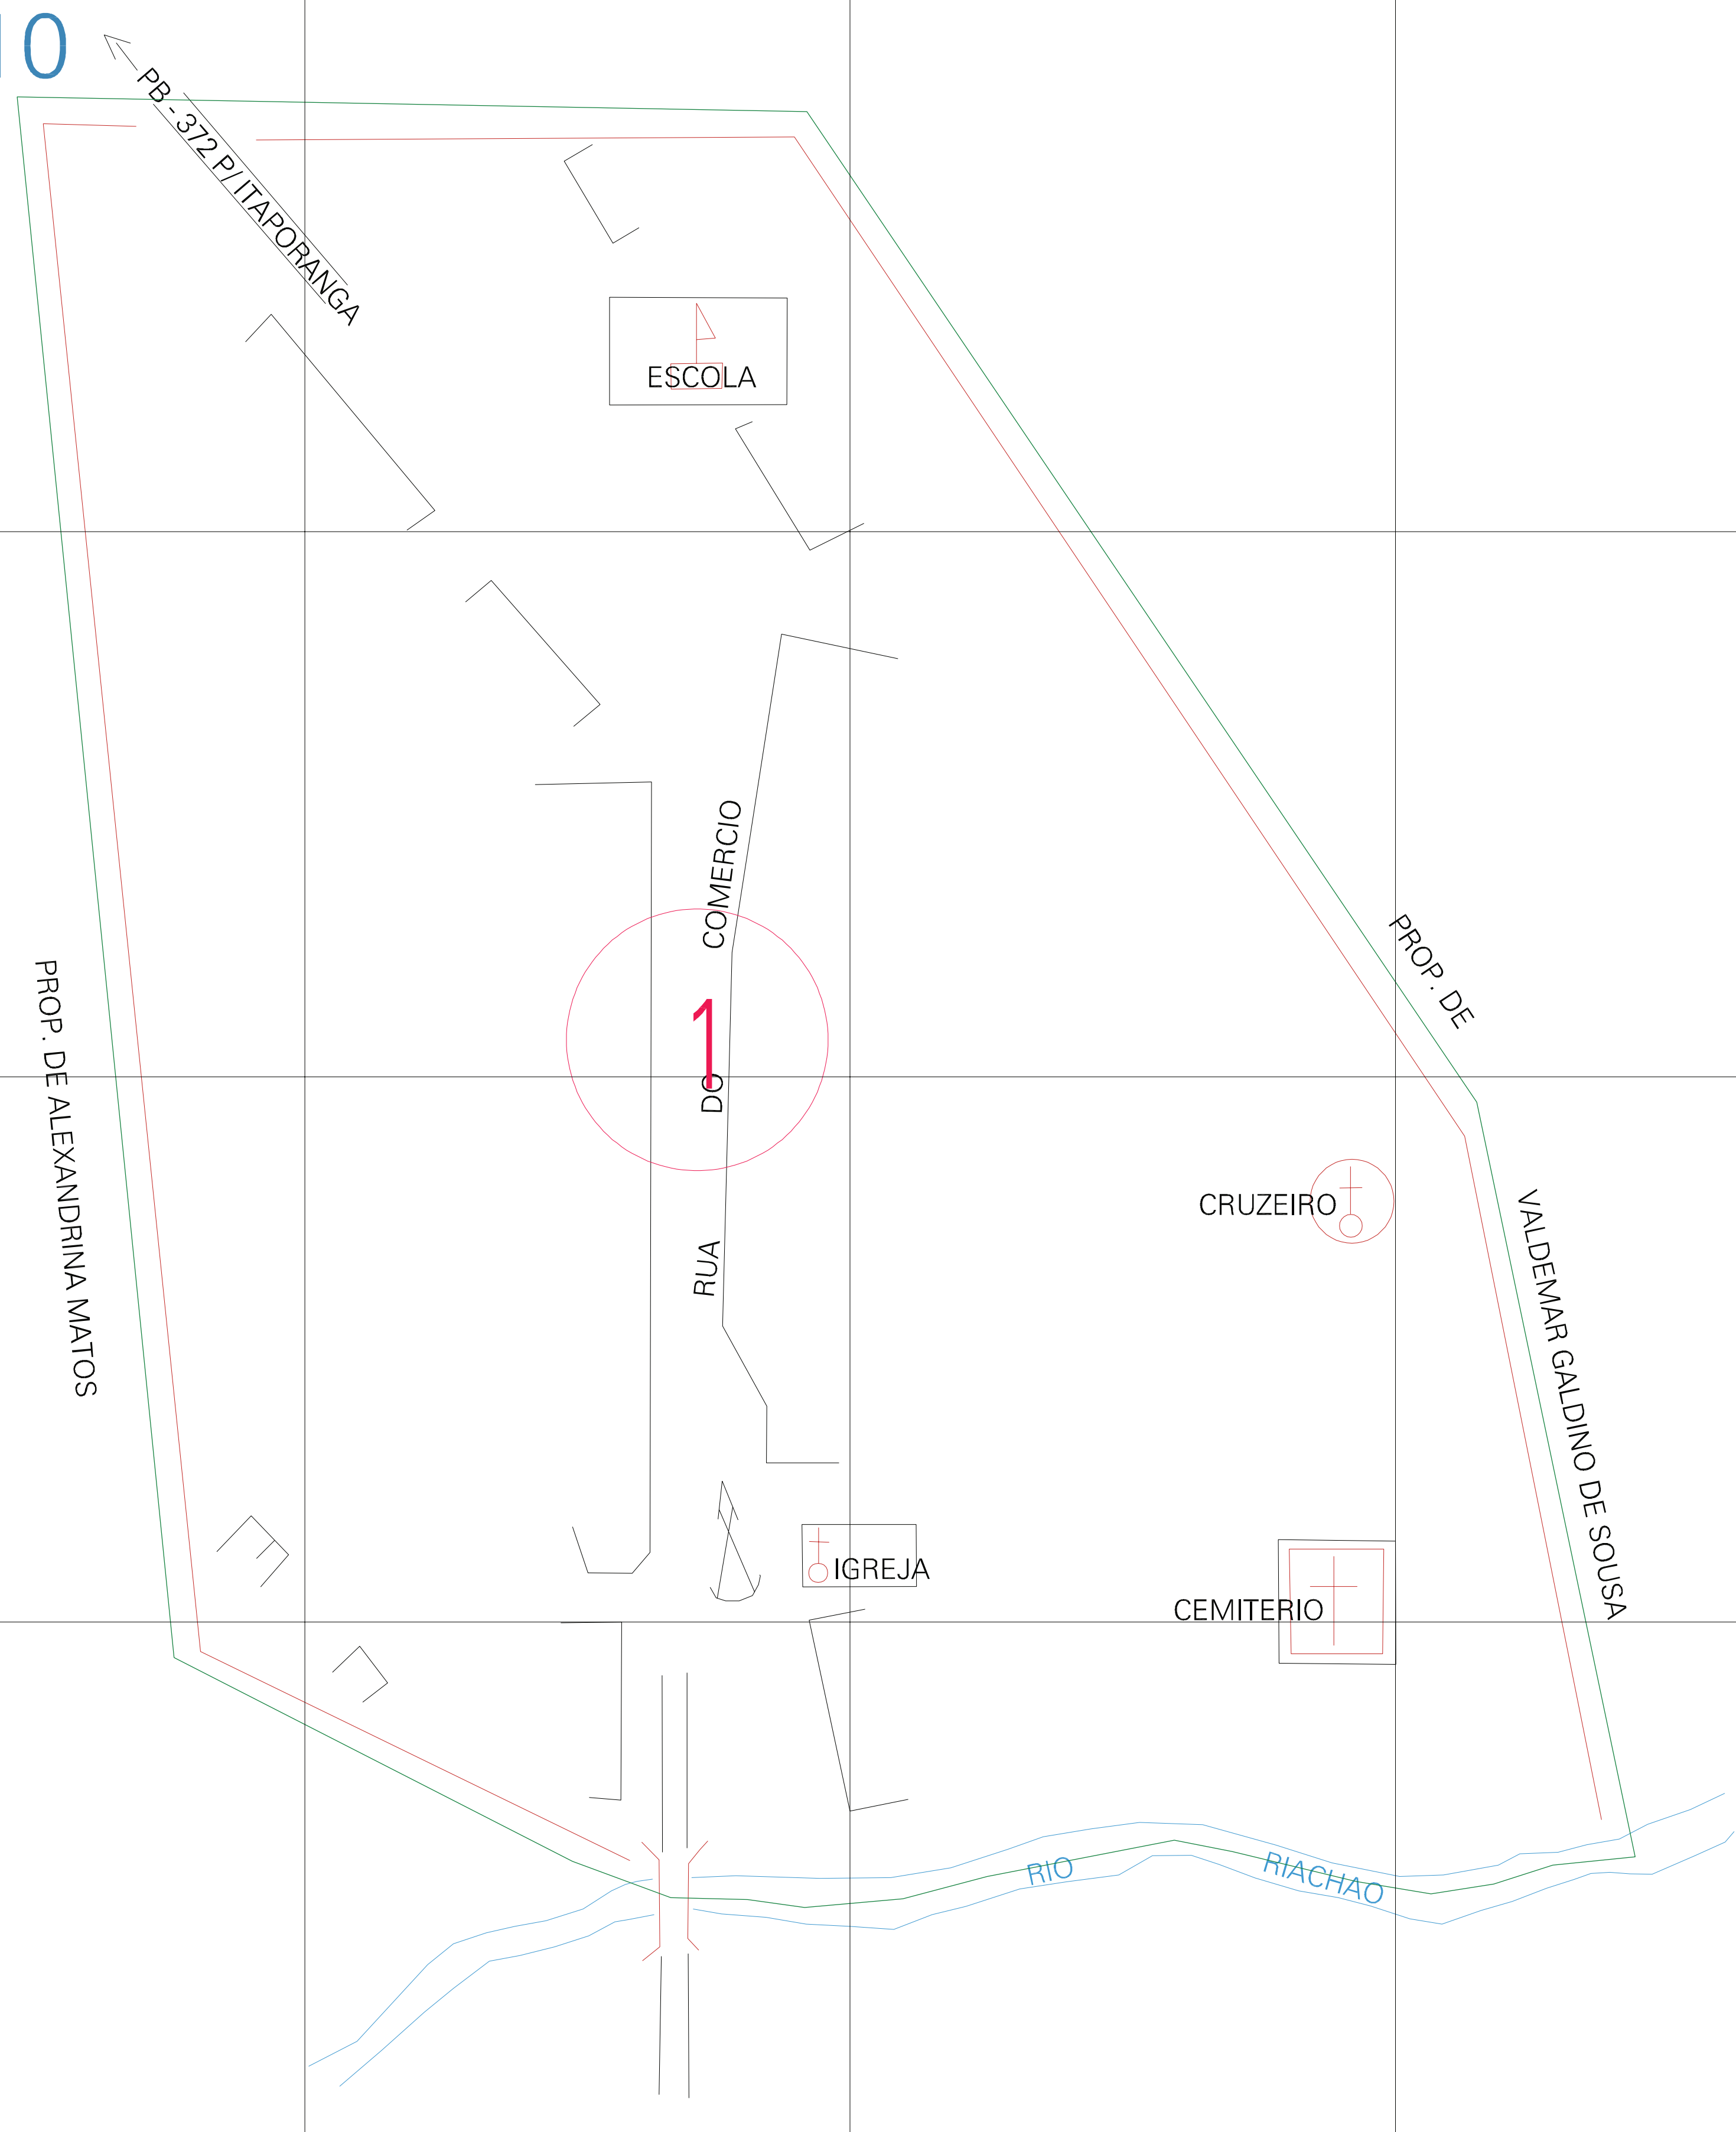 0
PB - 372 P/ ITAPORANGA
ESCOLA
RUA DO COMERCIO
1
PROP. DE
VALDEMAR GALDINO DE SOUSA
PROP. DE ALEXANDRINA MATOS
CRUZEIRO
IGREJA
CEMITERIO
RIO RIACHAO